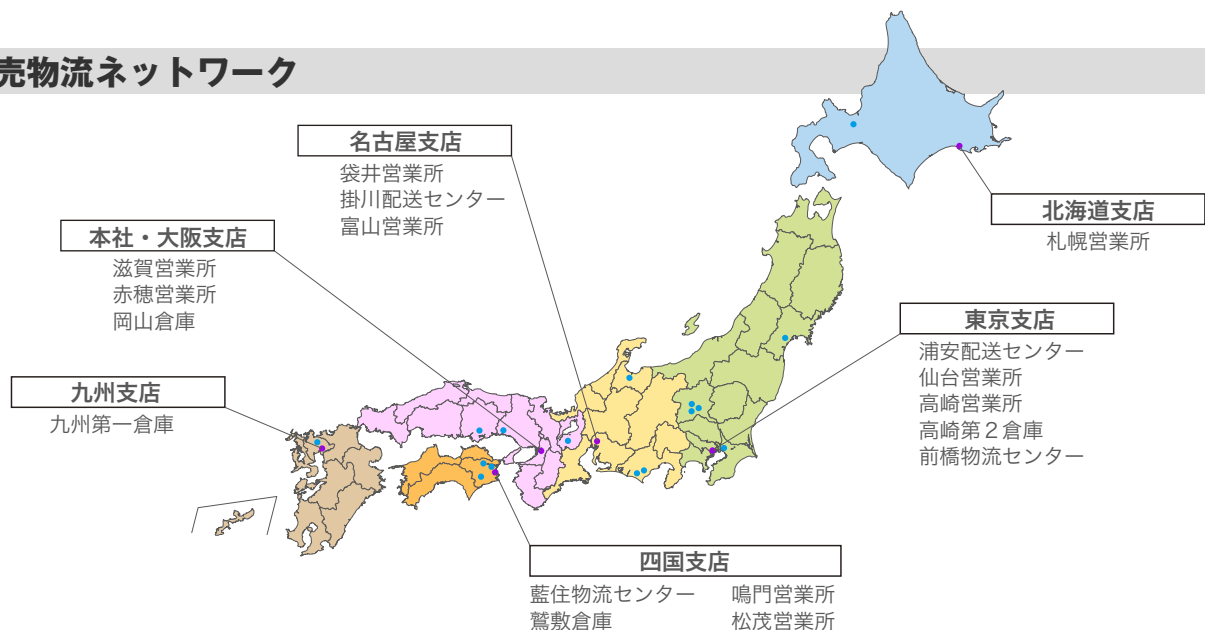 売物流ネットワーク
名古屋支店
袋井営業所
掛川配送センター
富山営業所
北海道支店
札幌営業所
本社・大阪支店
滋賀営業所
赤穂営業所
岡山倉庫
東京支店
浦安配送センター
仙台営業所
高崎営業所
高崎第２倉庫
前橋物流センター
九州支店
九州第一倉庫
四国支店
藍住物流センター 鳴門営業所
鷲敷倉庫 松茂営業所